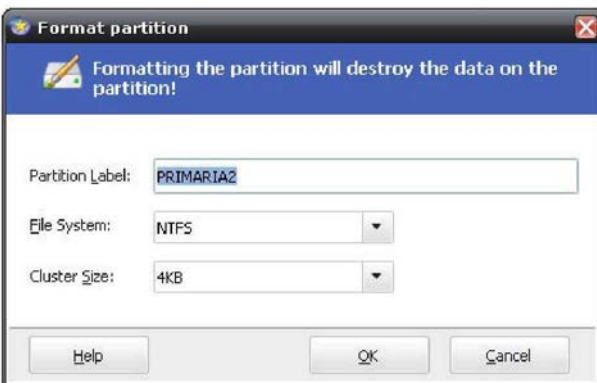 Format partition
Formatting the partition will destroy the data on the
partition!
Partition Label: PRIMARIA2
File System: NTFS
Cluster Size: 4KB
Help OK Cancel